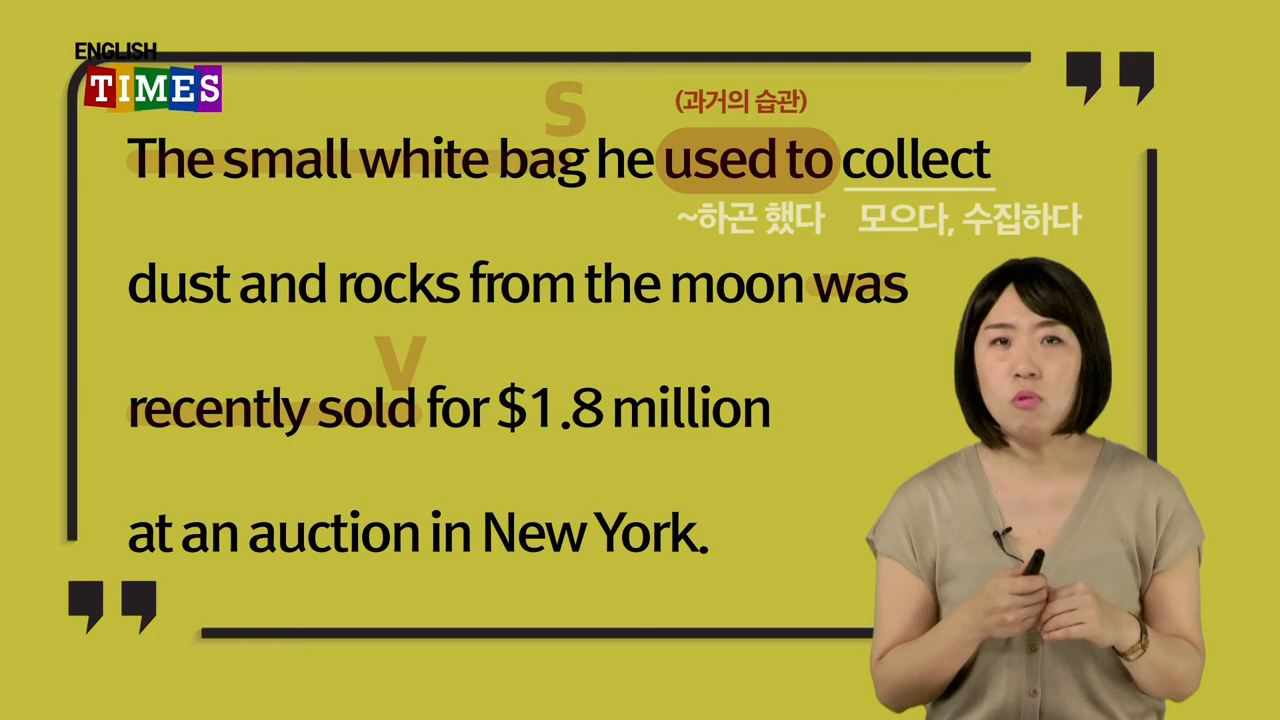 ENGLISH
TIMES
S
(과거의 습관)
The small white bag he used to collect
~하곤 했다 모으다, 수집하다
dust and rocks from the moon was
V
recently sold for $1.8 million
at an auction in New York.